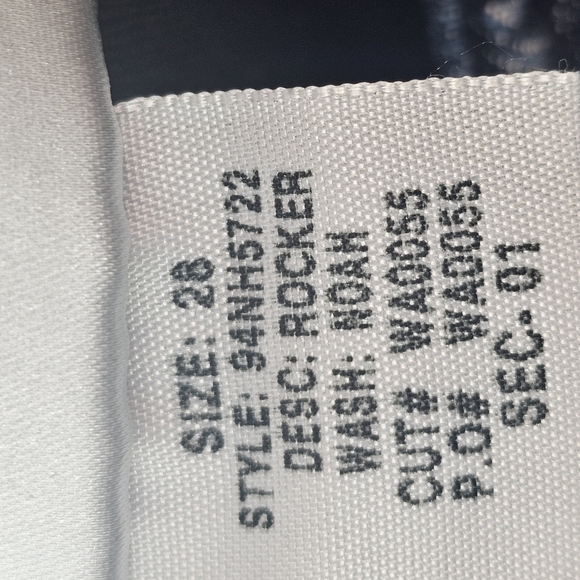 SIZE: 28
STYLE: 94NH5722
DESC: ROCKER
WASH: NOAH
CUT# WA0055
P.O# WA0055
SEC. 01